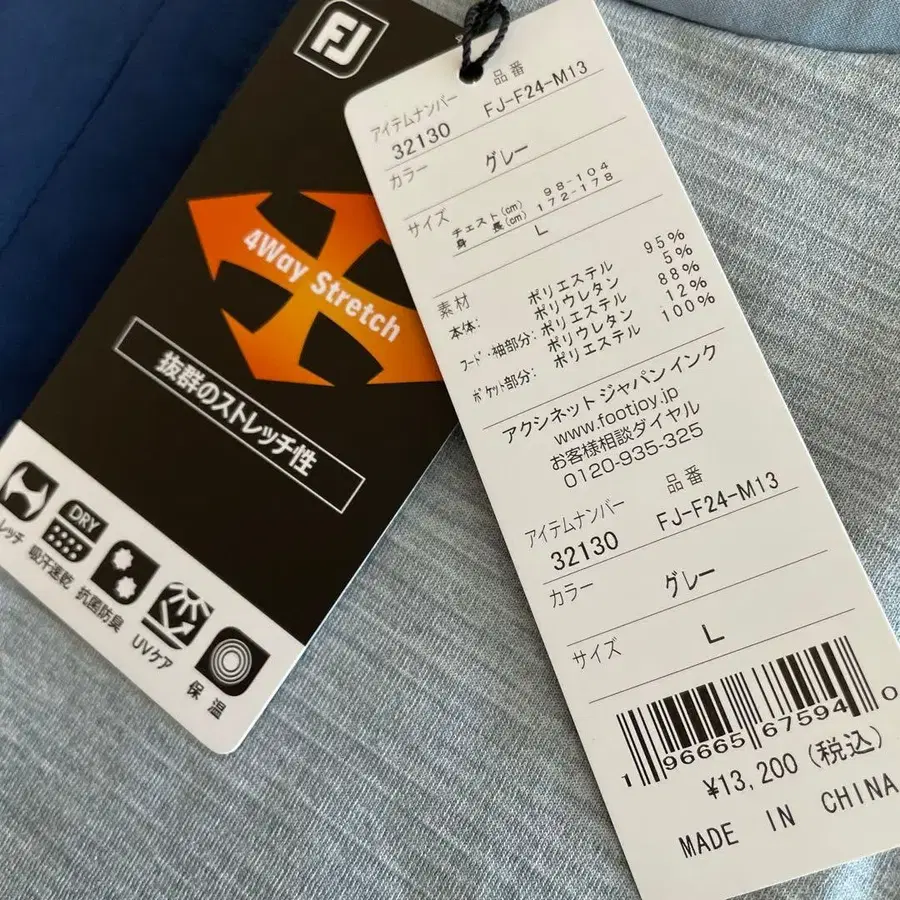 FJ
4Way Stretch
抜群のストレッチ性
DRY
レッチ
吸汗速乾
抗菌防臭
UVケア
保温
アイテムナンバー 品番
32130 FJ-F24-M13
カラー グレー
サイズ チェスト(cm) 98-104
身 長(cm) 172-178
L
素材
本体: ポリエステル 95%
ポリウレタン 5%
フード・袖部分: ポリエステル 88%
ポリウレタン 12%
ポケット部分: ポリエステル 100%
アクシネットジャパンインク
www.footjoy.jp
お客様相談ダイヤル
0120-935-325
アイテムナンバー 品番
32130 FJ-F24-M13
カラー グレー
サイズ L
1 96665 67594 0
¥13,200(税込)
MADE IN CHINA